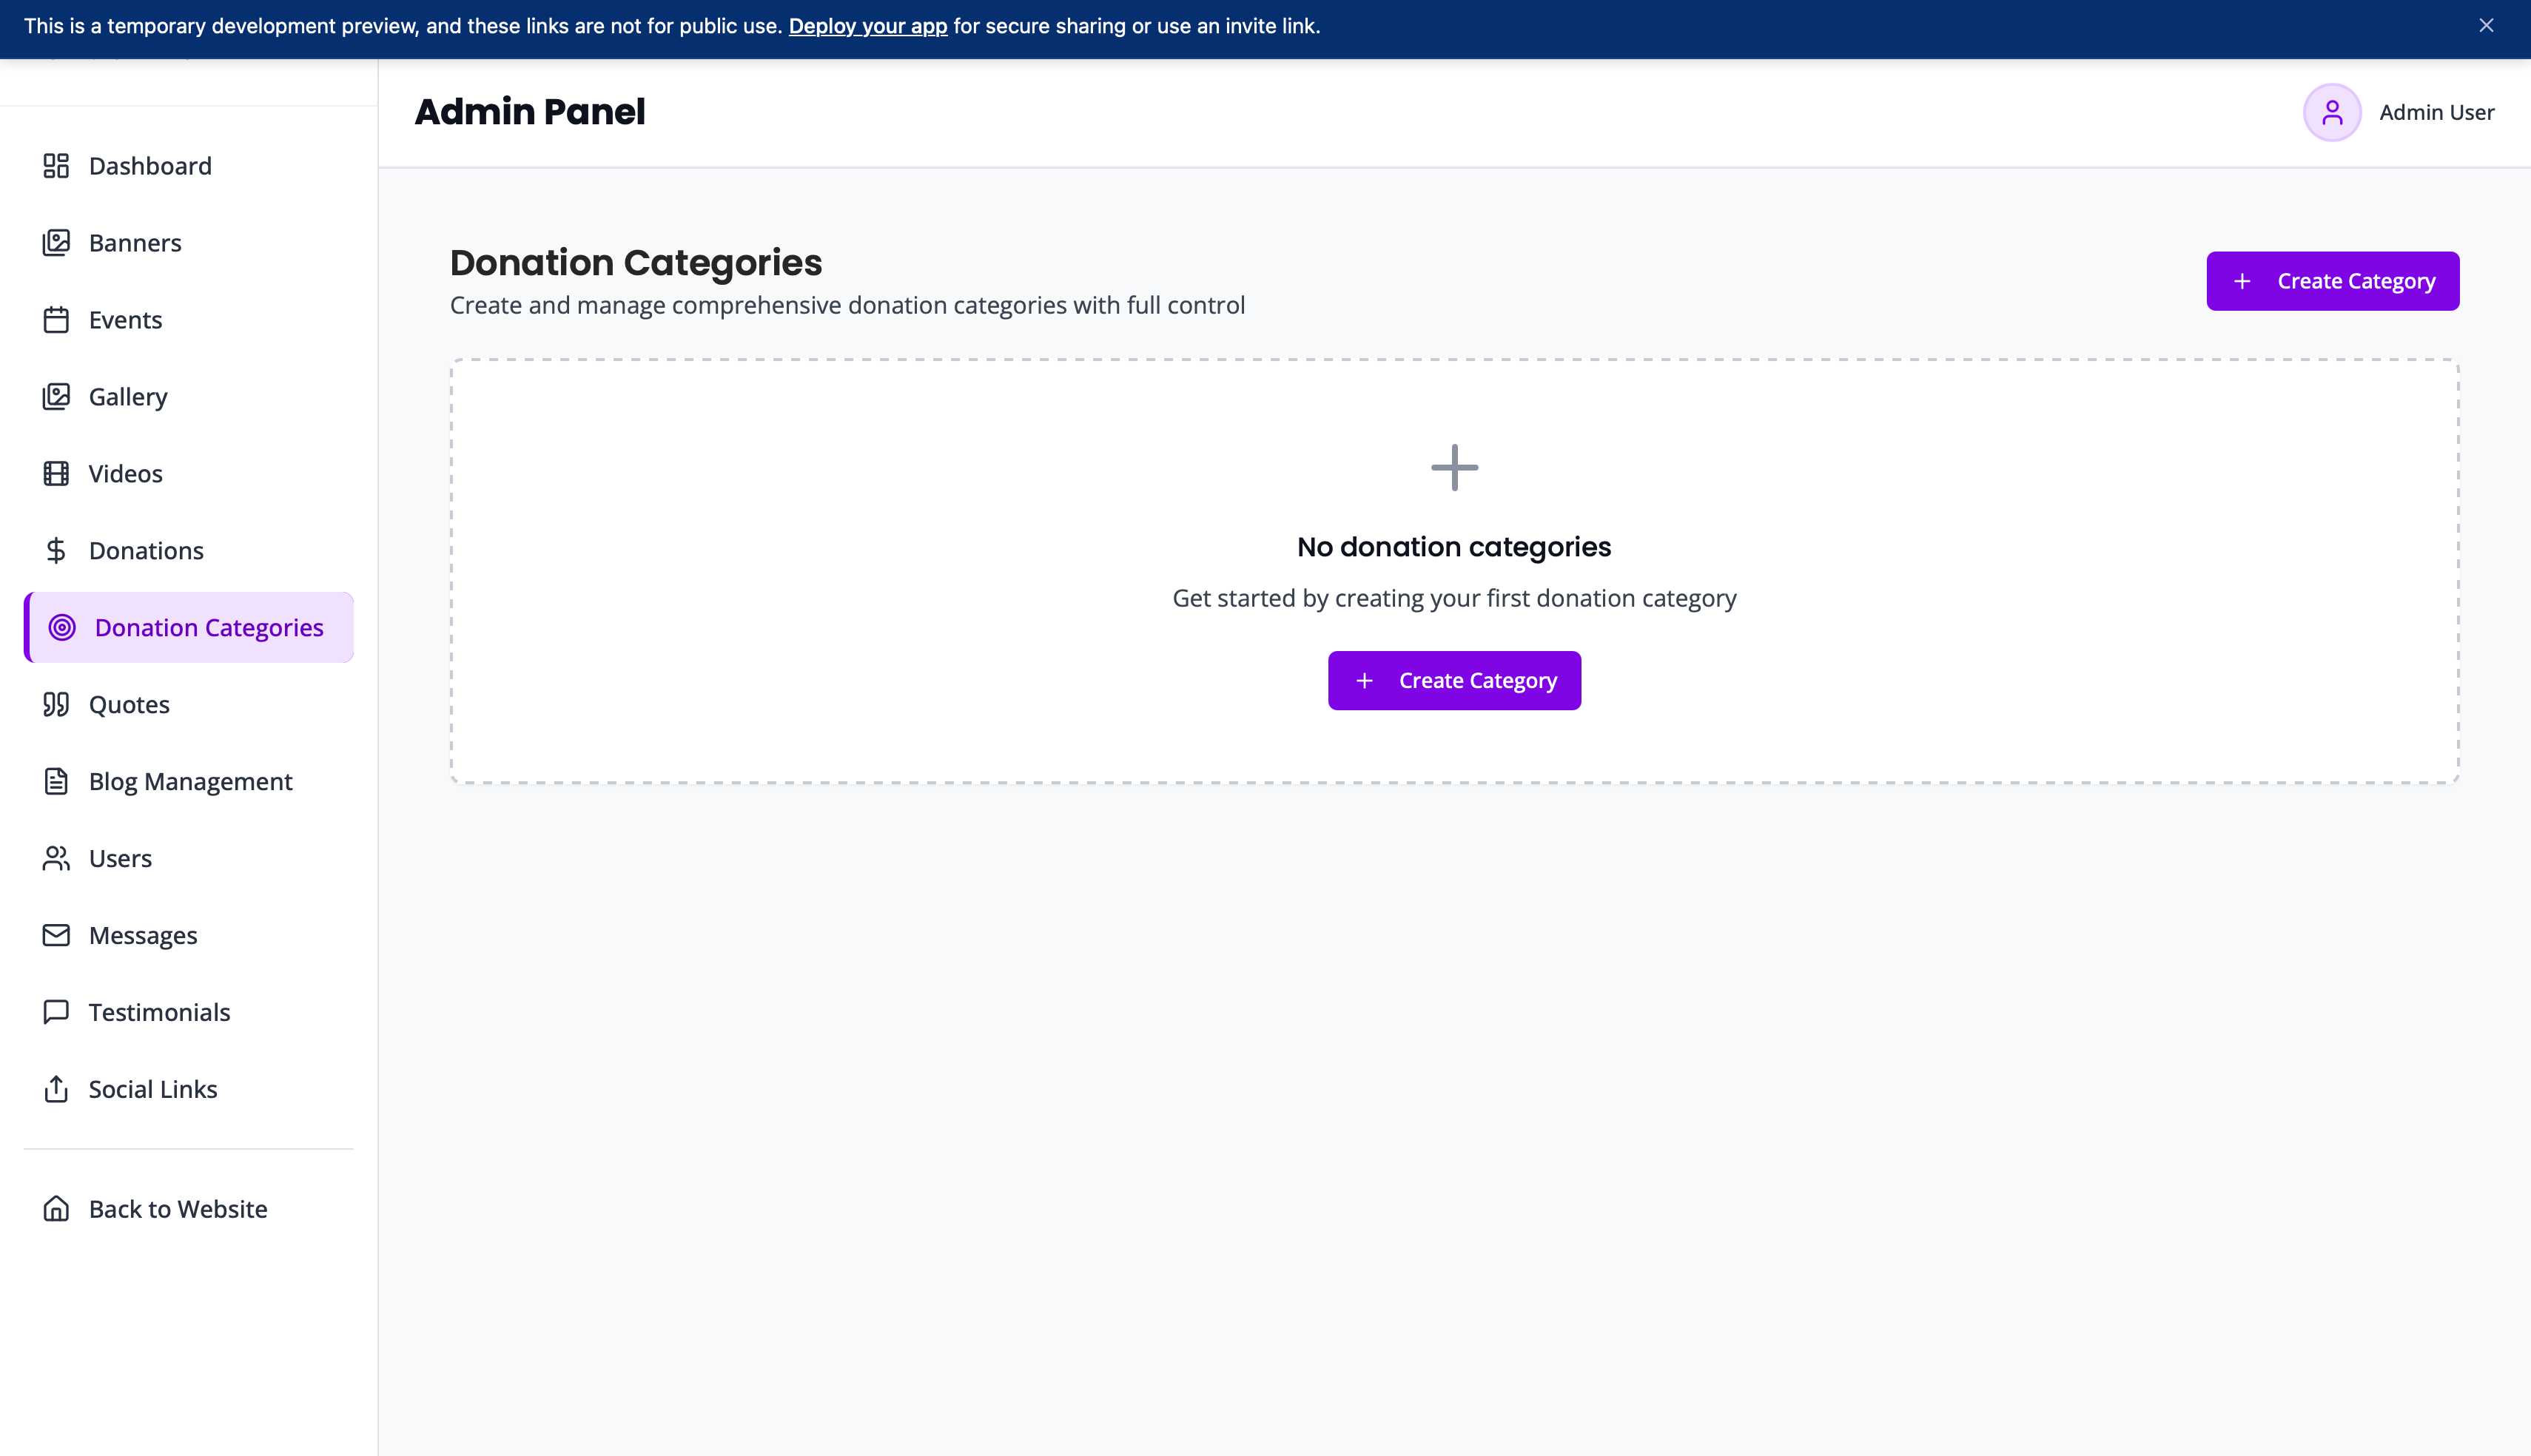 This is a temporary development preview, and these links are not for public use. Deploy your app for secure sharing or use an invite link.
Admin Panel
Admin User
Dashboard
Banners
Events
Gallery
Videos
Donations
Donation Categories
Quotes
Blog Management
Users
Messages
Testimonials
Social Links
Back to Website
Donation Categories
Create and manage comprehensive donation categories with full control
Create Category
No donation categories
Get started by creating your first donation category
Create Category